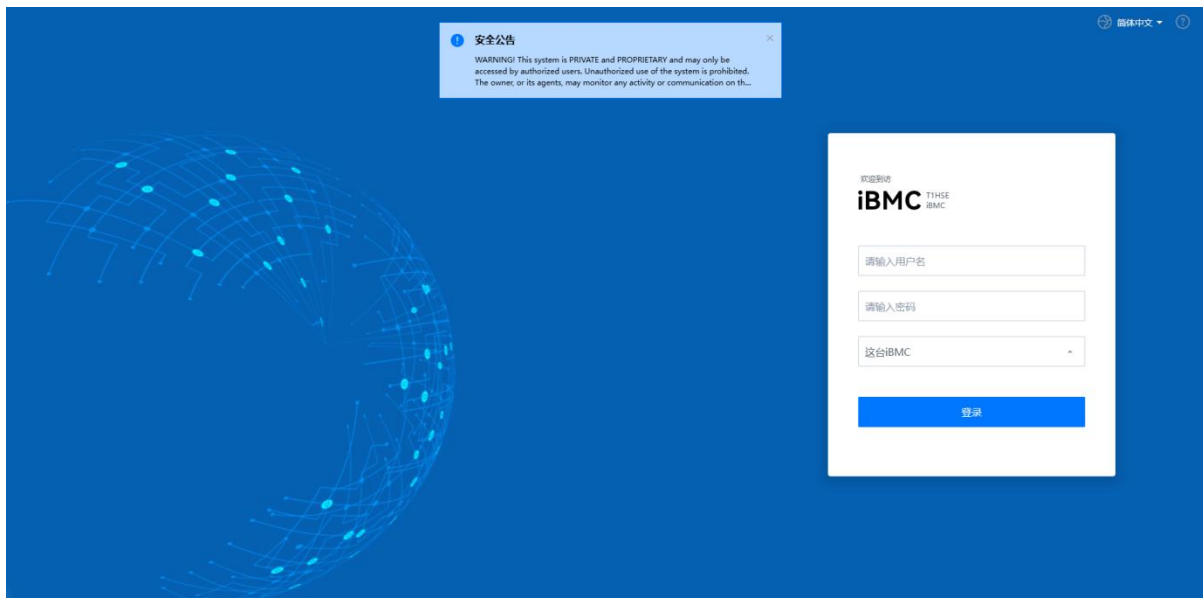 简体中文
安全公告
WARNING! This system is PRIVATE and PROPRIETARY and may only be
accessed by authorized users. Unauthorized use of the system is prohibited.
The owner, or its agents, may monitor any activity or communication on th...
欢迎到访
iBMC T1HSE
iBMC
请输入用户名
请输入密码
这台iBMC
登录